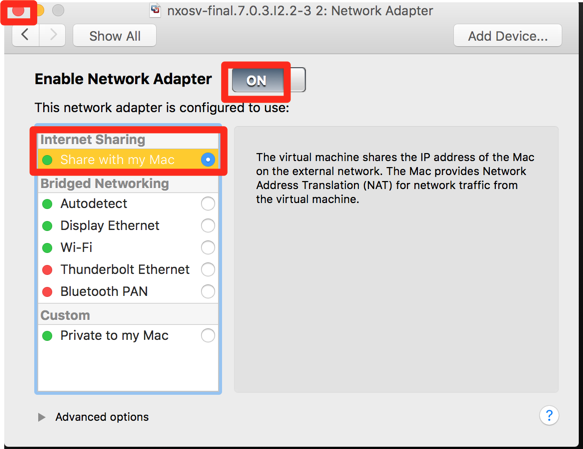 nxosv-final.7.0.3.I2.2-3 2: Network Adapter
Show All
Add Device...
Enable Network Adapter
ON
This network adapter is configured to use:
Internet Sharing
Share with my Mac
Bridged Networking
Autodetect
Display Ethernet
Wi-Fi
Thunderbolt Ethernet
Bluetooth PAN
Custom
Private to my Mac
The virtual machine shares the IP address of the Mac
on the external network. The Mac provides Network
Address Translation (NAT) for network traffic from
the virtual machine.
Advanced options
?